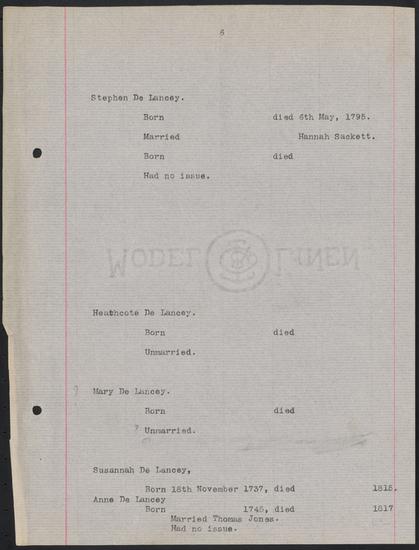 6
Stephen De Lancey.
Born died 6th May, 1795.
Married Hannah Sackett.
Born died
Had no issue.
MODEL LINEN
Heathcote De Lancey.
Born died
Unmarried.
? Mary De Lancey.
Born died
? Unmarried.
Susannah De Lancey,
Born 18th November 1737, died 1815.
Anne De Lancey
Born 1745, died 1817
Married Thomas Jones.
Had no issue.